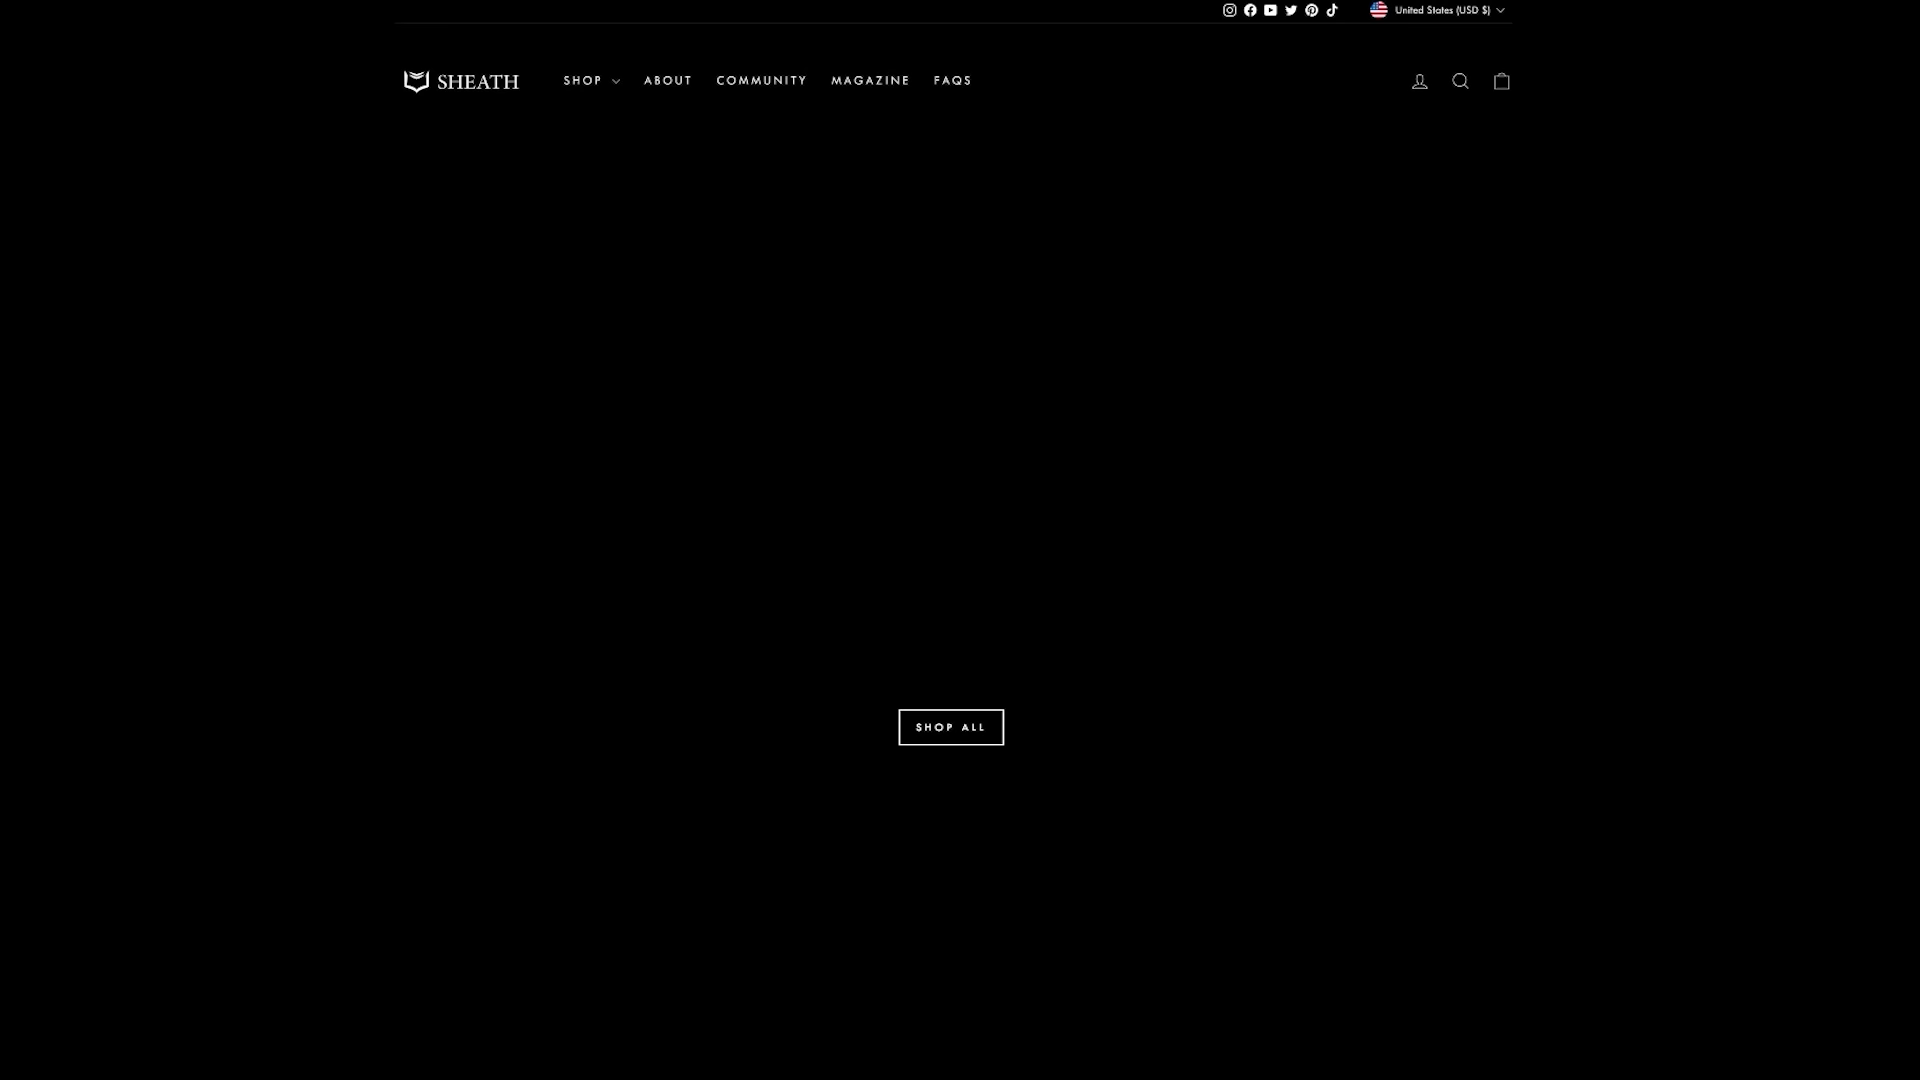 United States (USD $)
SHEATH
SHOP
ABOUT
COMMUNITY
MAGAZINE
FAQS
SHOP ALL